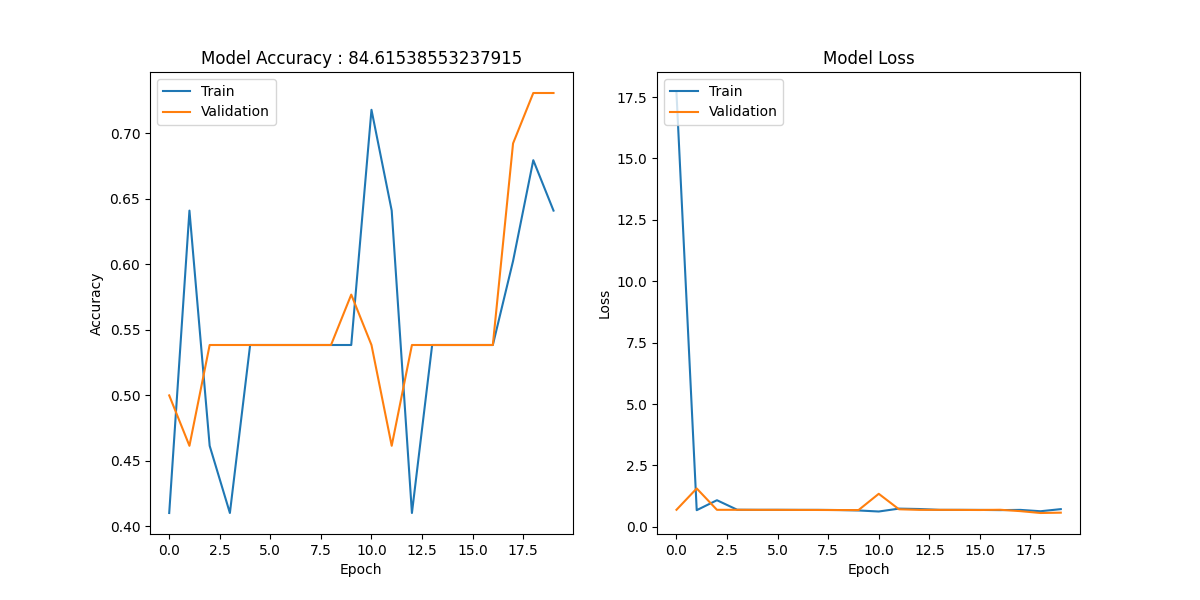 Model Accuracy : 84.61538553237915
Train
Validation
0.70
0.65
0.60
0.55
0.50
0.45
0.40
Accuracy
0.0 2.5 5.0 7.5 10.0 12.5 15.0 17.5
Epoch
Model Loss
Train
Validation
17.5
15.0
12.5
10.0
7.5
5.0
2.5
0.0
Loss
0.0 2.5 5.0 7.5 10.0 12.5 15.0 17.5
Epoch